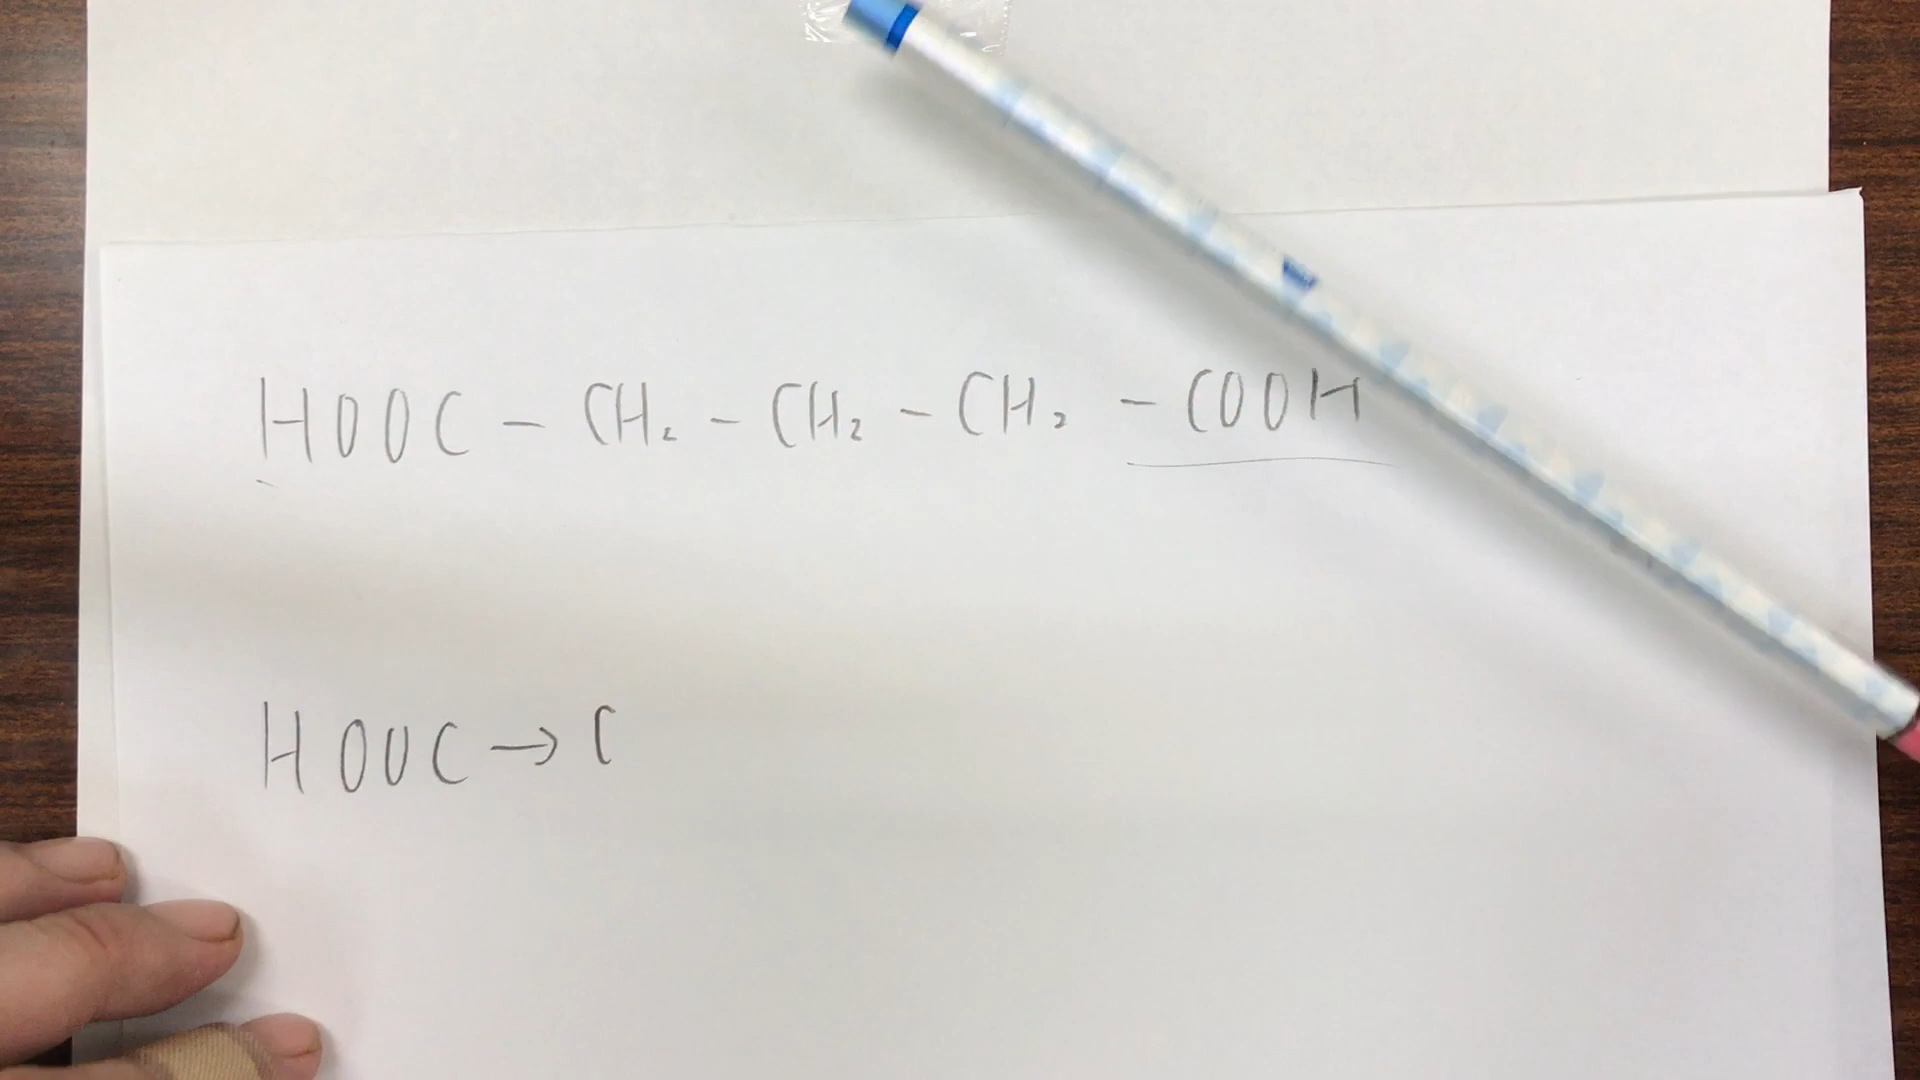 HOOC - CH₂ - CH₂ - CH₂ - COOH
HOOC → C